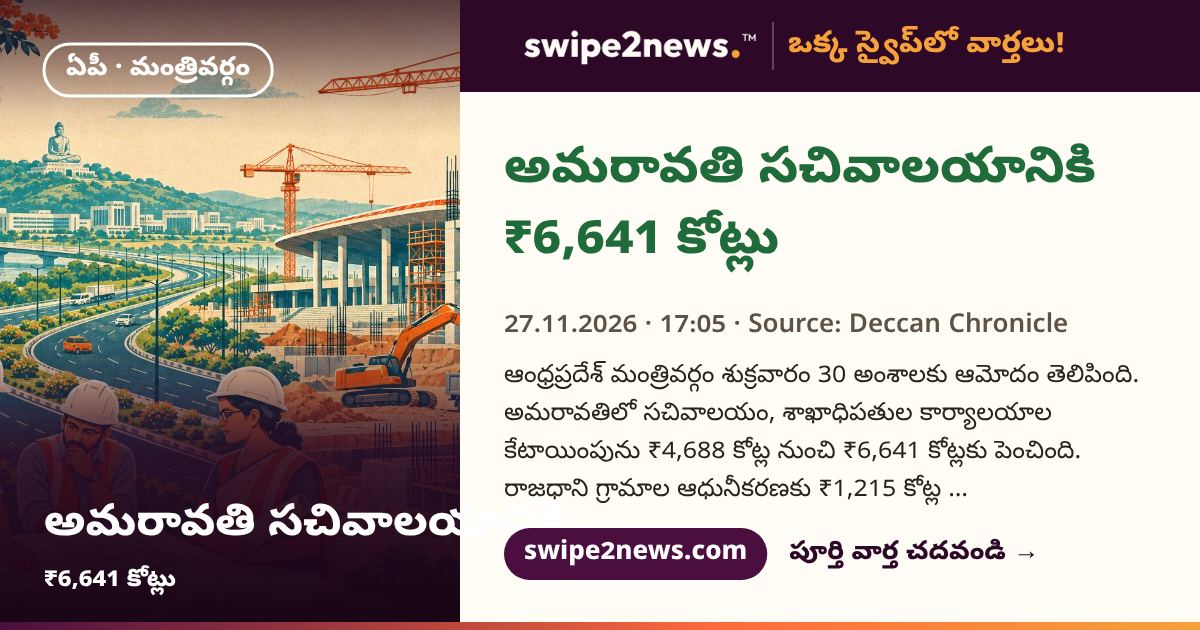 ఏపీ · మంత్రివర్గం
అమరావతి సచివాలయానికి
₹6,641 కోట్లు
swipe2news.™
ఒక్క స్వైప్‌లో వార్తలు!
అమరావతి సచివాలయానికి
₹6,641 కోట్లు
27.11.2026 · 17:05 · Source: Deccan Chronicle
ఆంధ్రప్రదేశ్ మంత్రివర్గం శుక్రవారం 30 అంశాలకు ఆమోదం తెలిపింది.
అమరావతిలో సచివాలయం, శాఖాధిపతుల కార్యాలయాల
కేటాయింపును ₹4,688 కోట్ల నుంచి ₹6,641 కోట్లకు పెంచింది.
రాజధాని గ్రామాల ఆధునీకరణకు ₹1,215 కోట్ల ...
swipe2news.com
పూర్తి వార్త చదవండి →